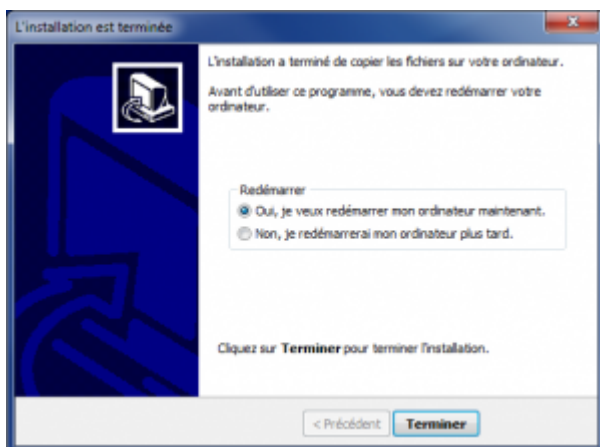 L'installation est terminée
L'installation a terminé de copier les fichiers sur votre ordinateur.
Avant d'utiliser ce programme, vous devez redémarrer votre
ordinateur.
Redémarrer
Oui, je veux redémarrer mon ordinateur maintenant.
Non, je redémarrerai mon ordinateur plus tard.
Cliquez sur Terminer pour terminer l'installation.
< Précédent
Terminer